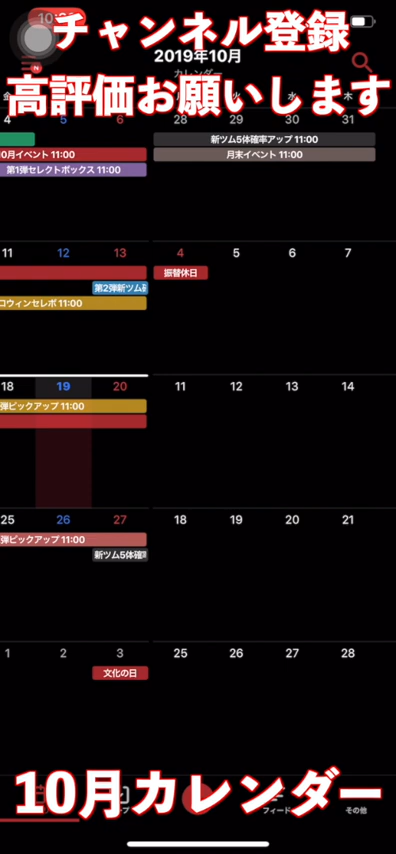 チャンネル登録
2019年10月
カレンダー
高評価お願いします
金 水 木
4 5 6 28 29 30 31
新ツム5体確率アップ 11:00
0月イベント 11:00 月末イベント 11:00
第1弾セレクトボックス 11:00
11 12 13 4 5 6 7
振替休日
第2弾新ツム
ロウィンセレボ 11:00
18 19 20 11 12 13 14
弾ピックアップ 11:00
25 26 27 18 19 20 21
弾ピックアップ 11:00
新ツム5体確
1 2 3 25 26 27 28
文化の日
10月カレンダー
フィード その他